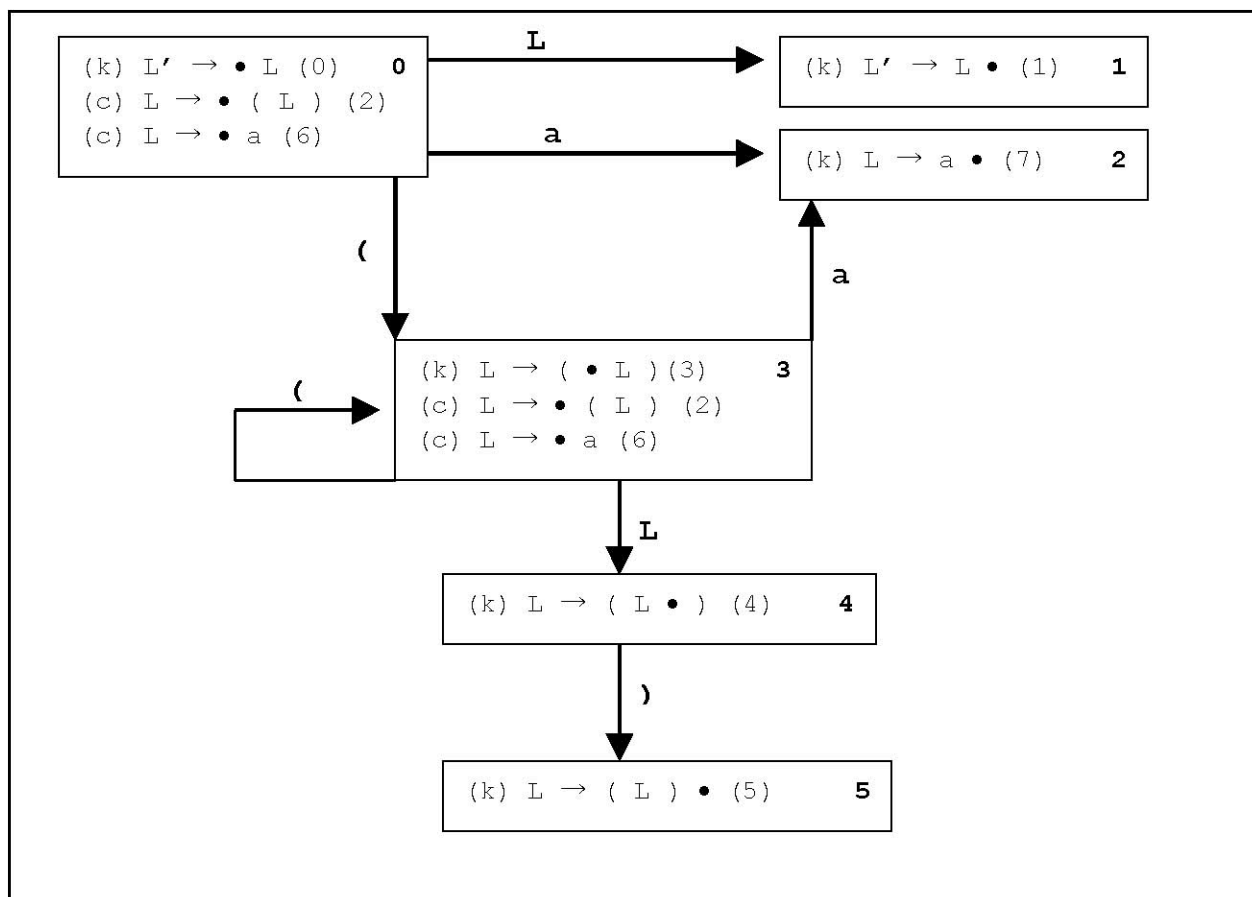 (k) L′ → • L (0) 0
(c) L → • ( L ) (2)
(c) L → • a (6)
L
(k) L′ → L • (1) 1
a
(k) L → a • (7) 2
(
a
(k) L → ( • L )(3) 3
(c) L → • ( L ) (2)
(c) L → • a (6)
(
L
(k) L → ( L • ) (4) 4
)
(k) L → ( L ) • (5) 5